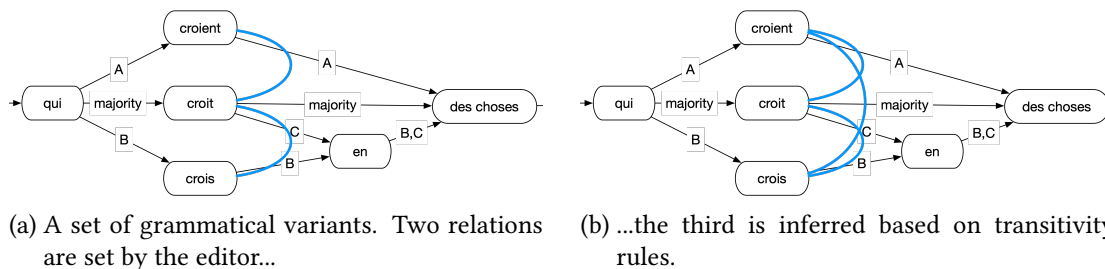 croient
A
A
qui
majority
croit
majority
des choses
C
B,C
B
en
B
crois
croient
A
A
qui
majority
croit
majority
des choses
C
B,C
B
en
B
crois
(a) A set of grammatical variants. Two relations
are set by the editor...
(b) ...the third is inferred based on transitivity
rules.